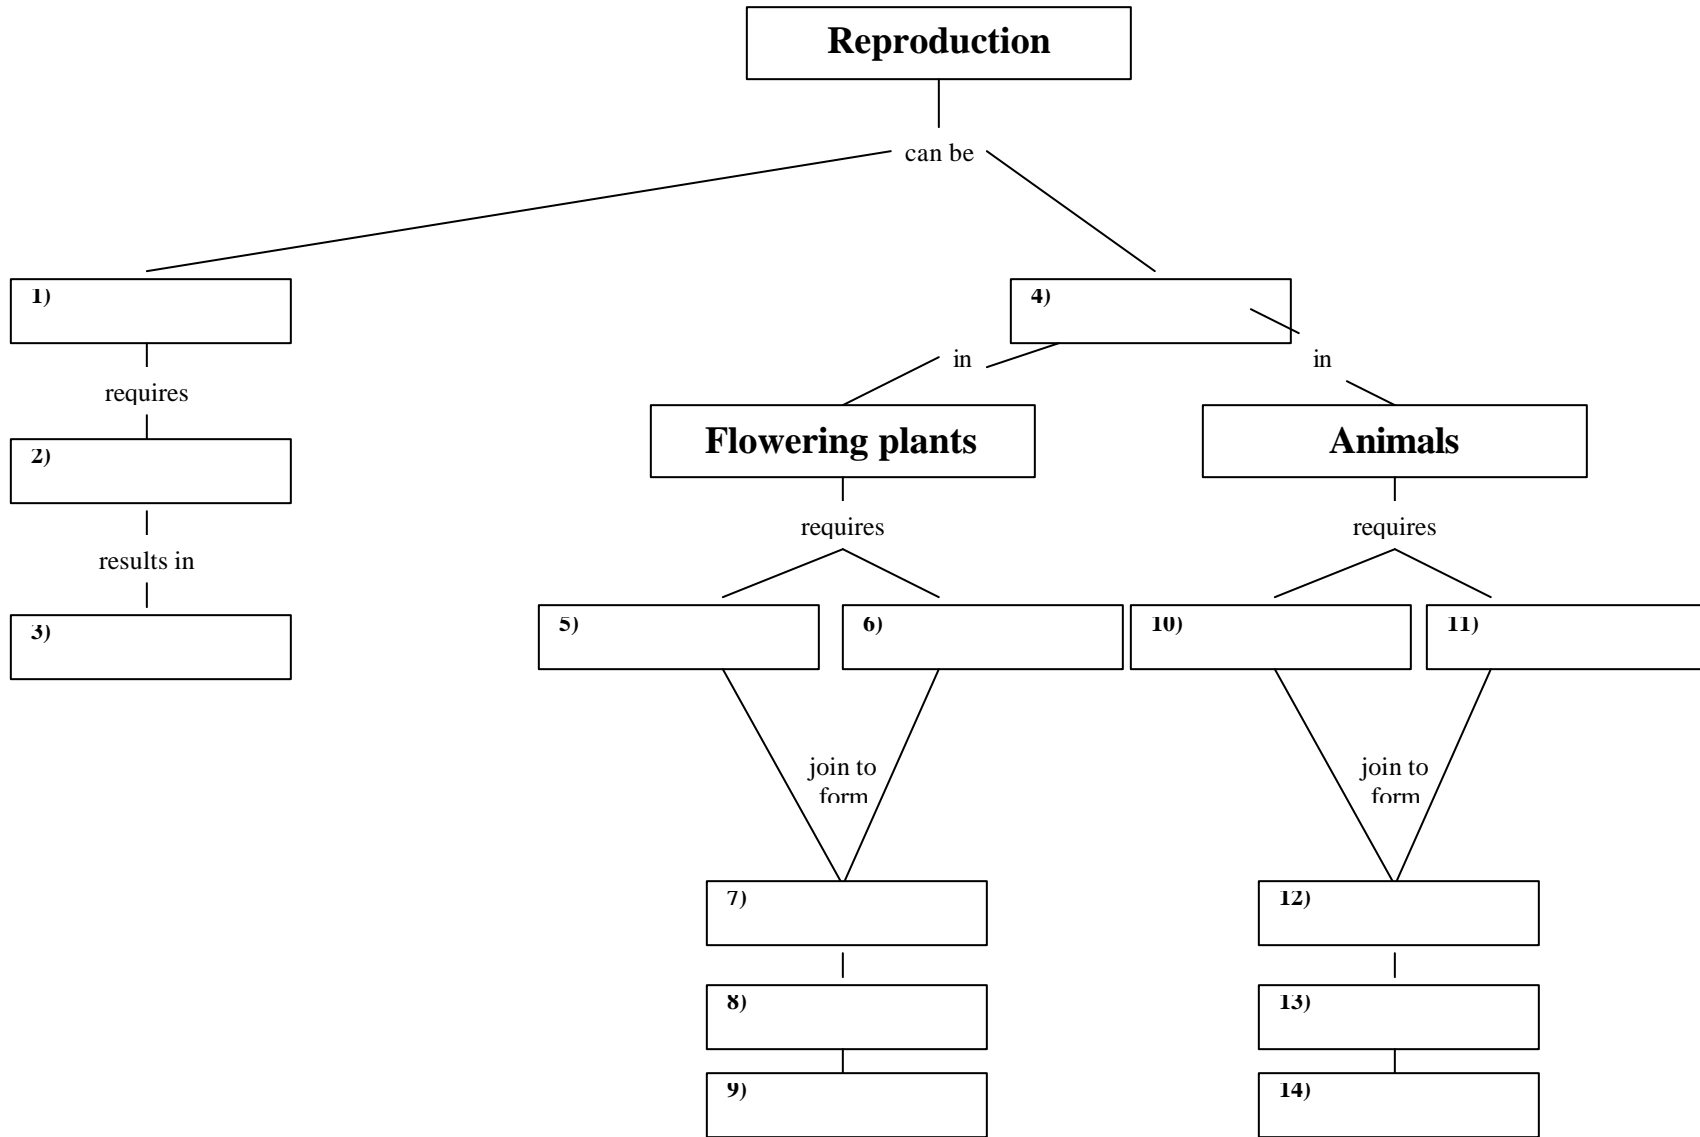 Reproduction
can be
1)
4)
in
in
requires
Flowering plants
Animals
2)
requires
requires
results in
3)
5)
6)
10)
11)
join to
form
join to
form
7)
12)
8)
13)
9)
14)